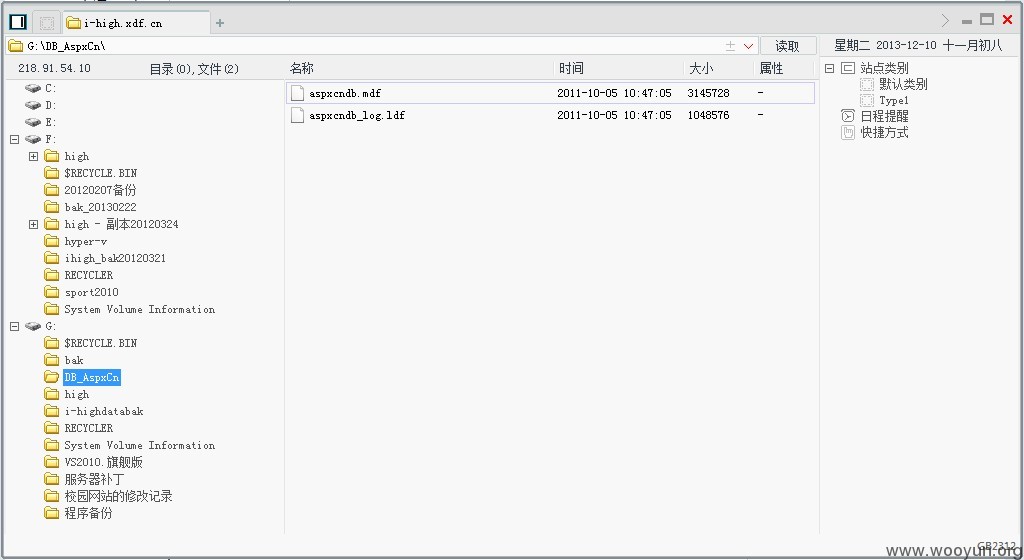 i-high.xdf.cn
G:\DB_AspxCn\
读取
星期二 2013-12-10 十一月初八
218.91.54.10
目录(0),文件(2)
名称 时间 大小 属性
aspxcndb.mdf 2011-10-05 10:47:05 3145728 -
aspxcndb_log.ldf 2011-10-05 10:47:05 1048576 -
C:
D:
E:
F:
high
$RECYCLE.BIN
20120207备份
bak_20130222
high - 副本20120324
hyper-v
ihigh_bak20120321
RECYCLER
sport2010
System Volume Information
G:
$RECYCLE.BIN
bak
DB_AspxCn
high
i-highdatabak
RECYCLER
System Volume Information
VS2010.旗舰版
服务器补丁
校园网站的修改记录
程序备份
站点类别
默认类别
Type1
日程提醒
快捷方式
GB2312
www.wooyun.org